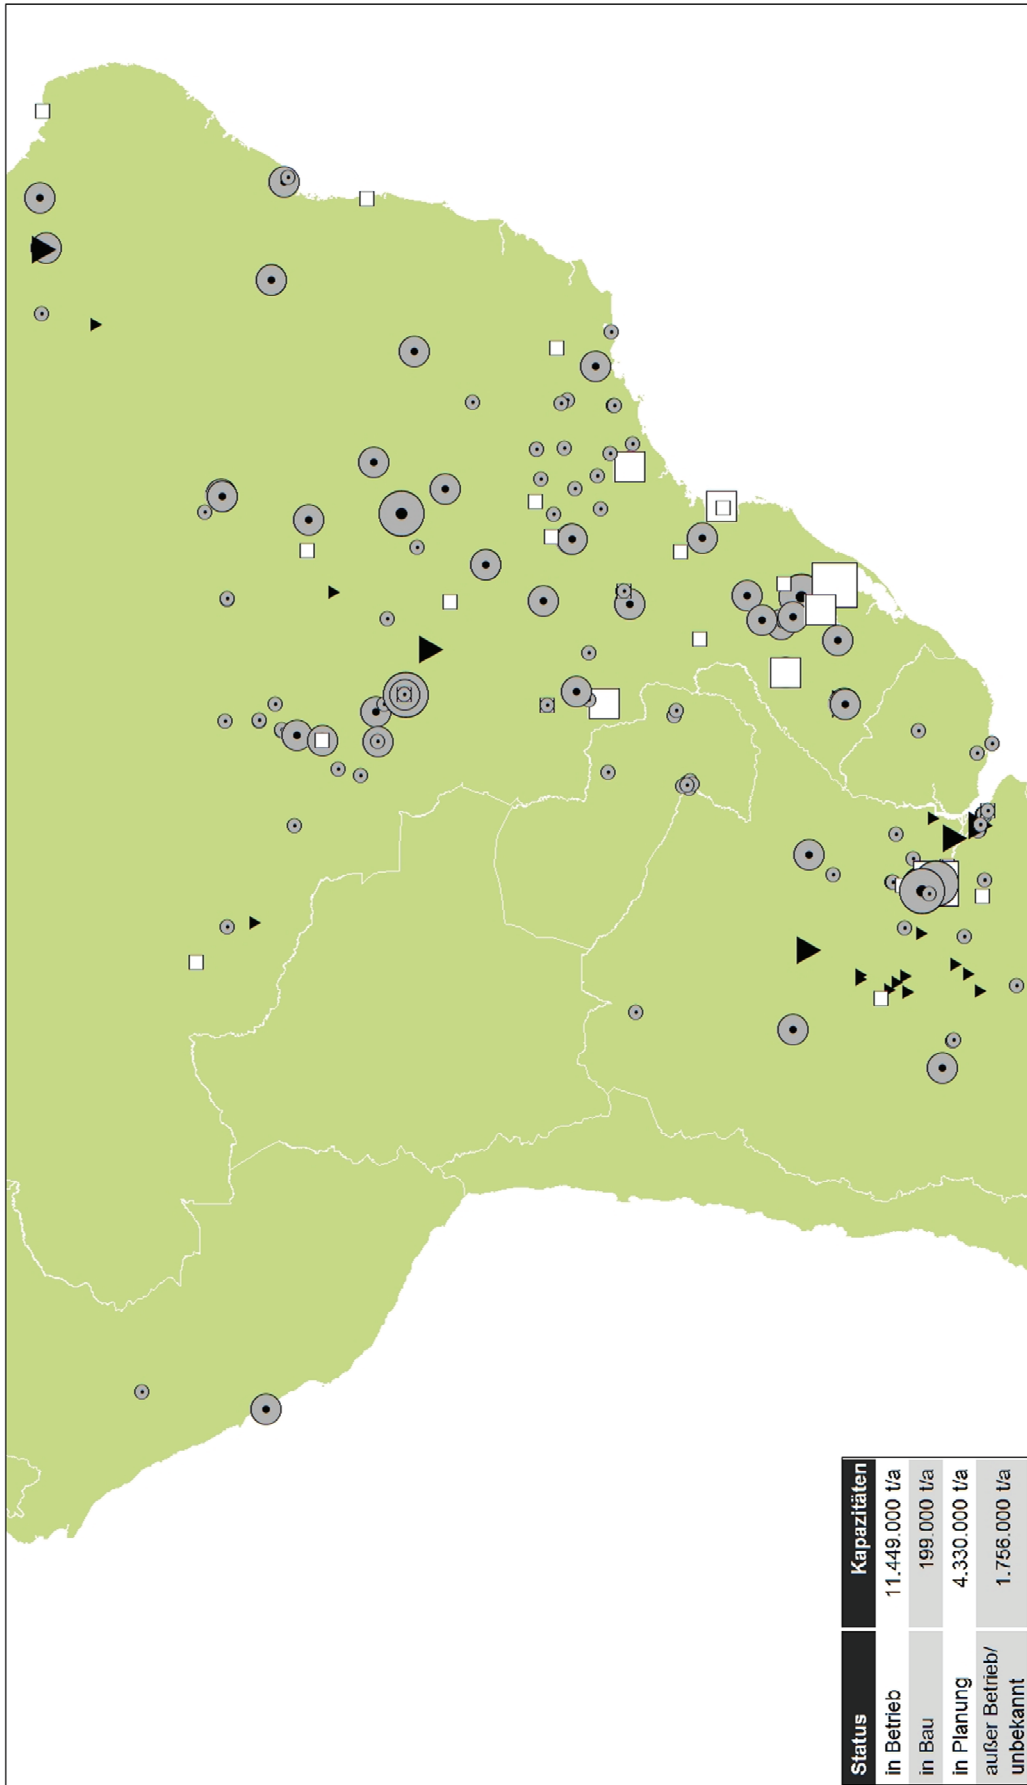 Status Kapazitäten
in Betrieb 11.449.000 t/a
in Bau 199.000 t/a
in Planung 4.330.000 t/a
außer Betrieb/
unbekannt 1.756.000 t/a